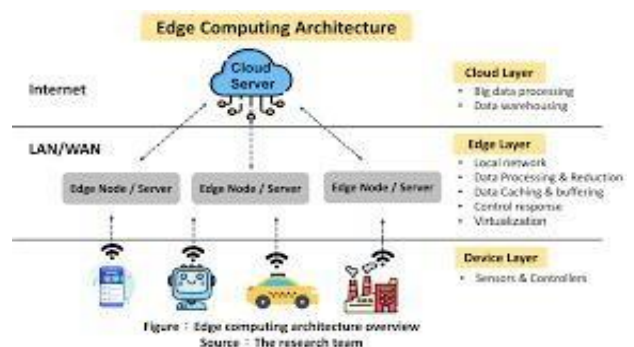 Edge Computing Architecture
Cloud
Server
Internet
Cloud Layer
• Big data processing
• Data warehousing
LAN/WAN
Edge Layer
• Local network
• Data Processing & Reduction
• Data Caching & buffering
• Control response
• Virtualization
Edge Node / Server
Edge Node / Server
Edge Node / Server
Device Layer
• Sensors & Controllers
Figure：Edge computing architecture overview
Source：The research team